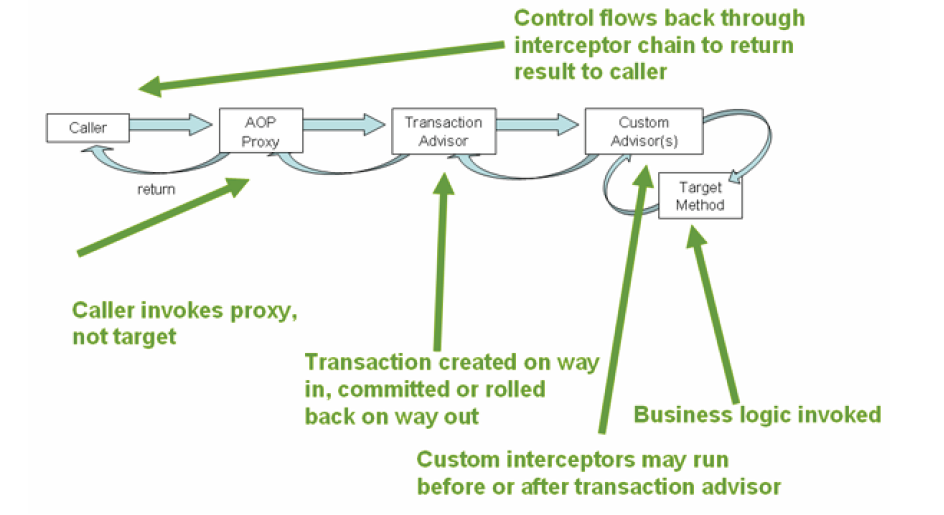 Control flows back through
interceptor chain to return
result to caller
Caller
AOP
Proxy
Transaction
Advisor
Custom
Advisor(s)
return
Target
Method
Caller invokes proxy,
not target
Transaction created on way
in, committed or rolled
back on way out
Business logic invoked
Custom interceptors may run
before or after transaction advisor